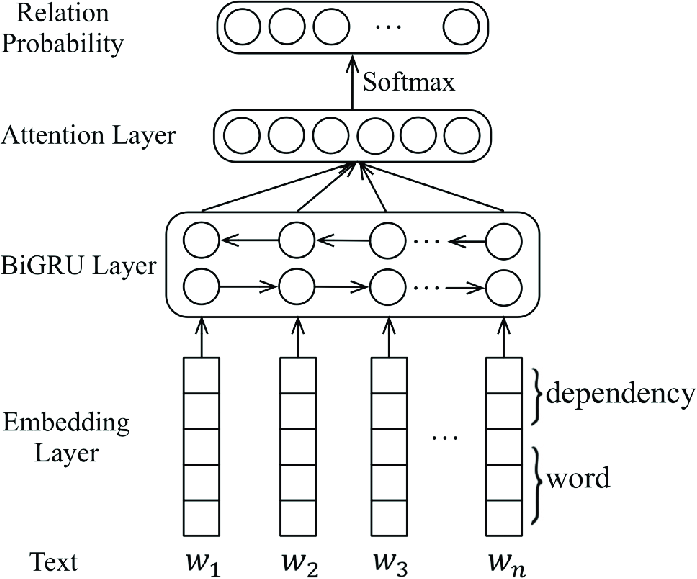 Relation
Probability
...
Softmax
Attention Layer
BiGRU Layer
...
...
Embedding
Layer
dependency
...
word
Text w1 w2 w3 wn